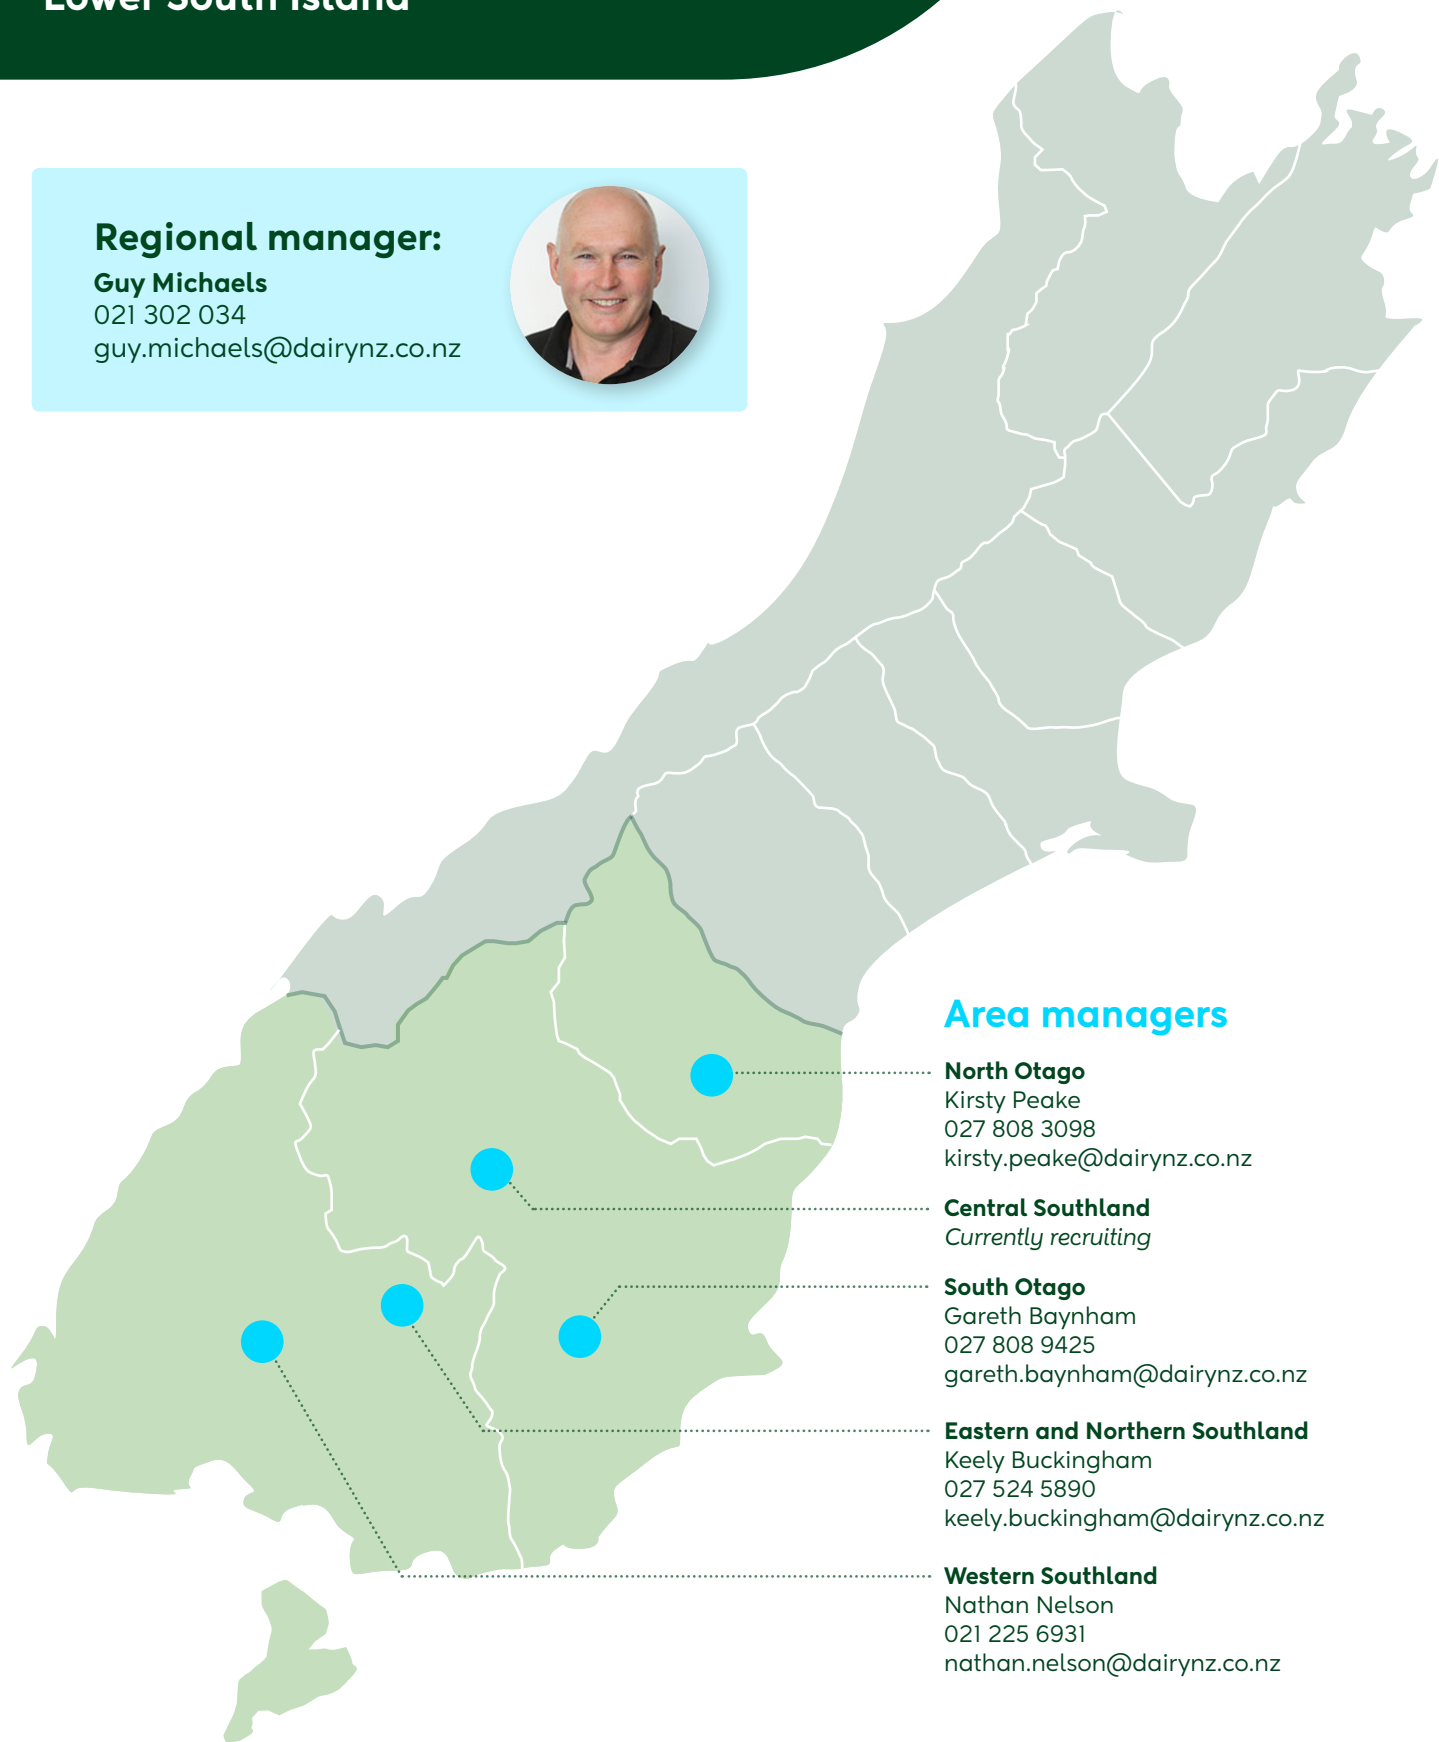 Lower South Island
Regional manager:
Guy Michaels
021 302 034
guy.michaels@dairynz.co.nz
Area managers
North Otago
Kirsty Peake
027 808 3098
kirsty.peake@dairynz.co.nz
Central Southland
Currently recruiting
South Otago
Gareth Baynham
027 808 9425
gareth.baynham@dairynz.co.nz
Eastern and Northern Southland
Keely Buckingham
027 524 5890
keely.buckingham@dairynz.co.nz
Western Southland
Nathan Nelson
021 225 6931
nathan.nelson@dairynz.co.nz